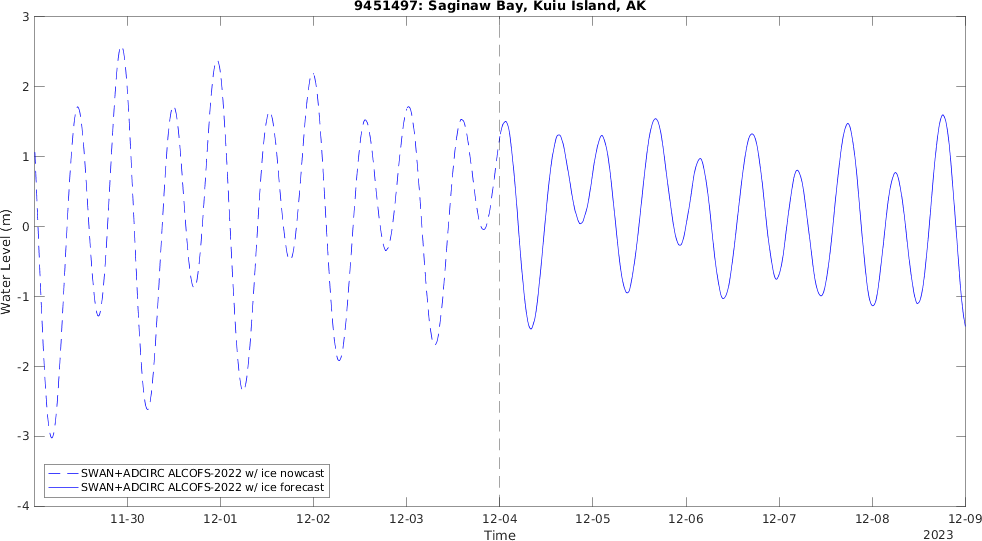 9451497: Saginaw Bay, Kuiu Island, AK
Water Level (m)
3
2
1
0
-1
-2
-3
-4
SWAN+ADCIRC ALCOFS-2022 w/ ice nowcast
SWAN+ADCIRC ALCOFS-2022 w/ ice forecast
11-30 12-01 12-02 12-03 12-04 12-05 12-06 12-07 12-08 12-09
Time
2023